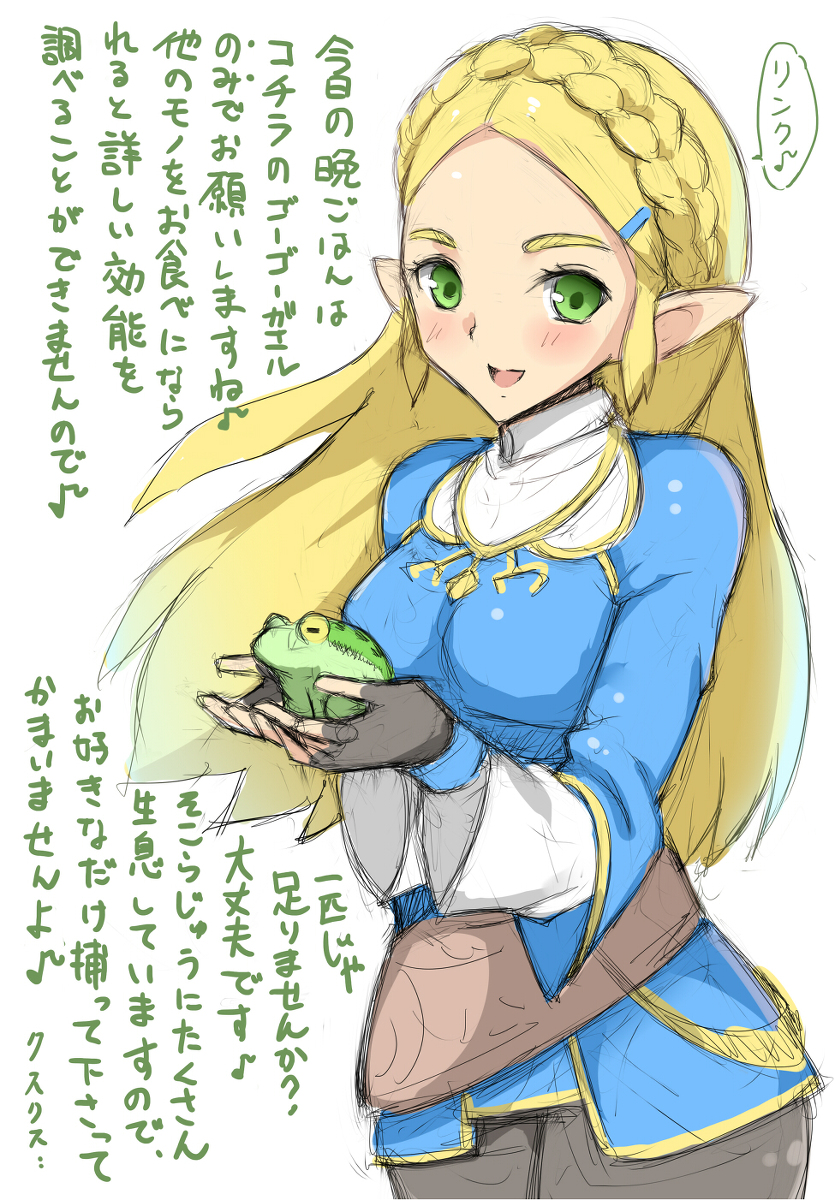 リンク♪
今日の晩ごはんは
コチラのゴーゴーガエル
のみでお願いしますね♪
他のモノをお食べになら
れると詳しい効能を
調べることができませんので♪
一匹じゃ
足りませんか?
大丈夫です♪
そこらじゅうにたくさん
生息していますので、
お好きなだけ捕って下さって
かまいませんよ♪
クスクス…